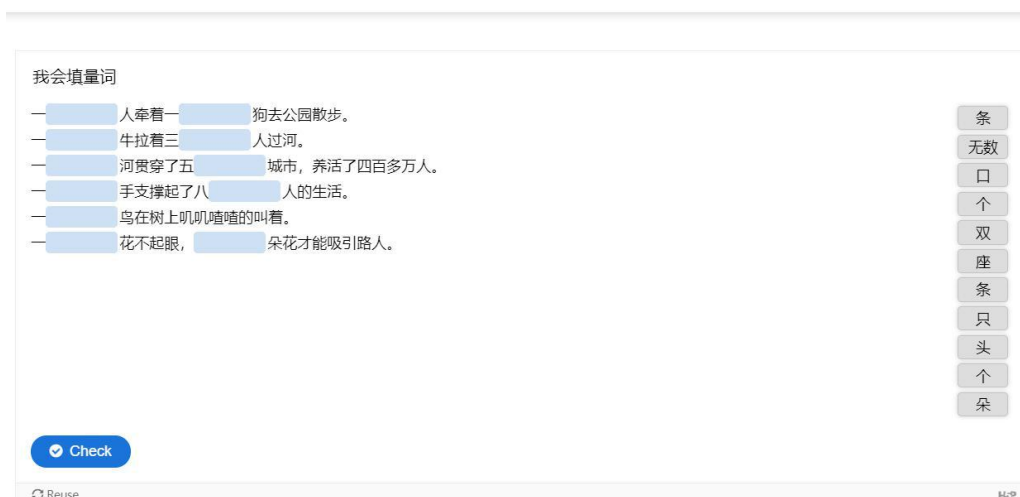 我会填量词
一 人牵着一 狗去公园散步。
一 牛拉着三 人过河。
一 河贯穿了五 城市，养活了四百多万人。
一 手支撑起了八 人的生活。
一 鸟在树上叽叽喳喳的叫着。
一 花不起眼， 朵花才能吸引路人。
条
无数
口
个
双
座
条
只
头
个
朵
Check
Reuse